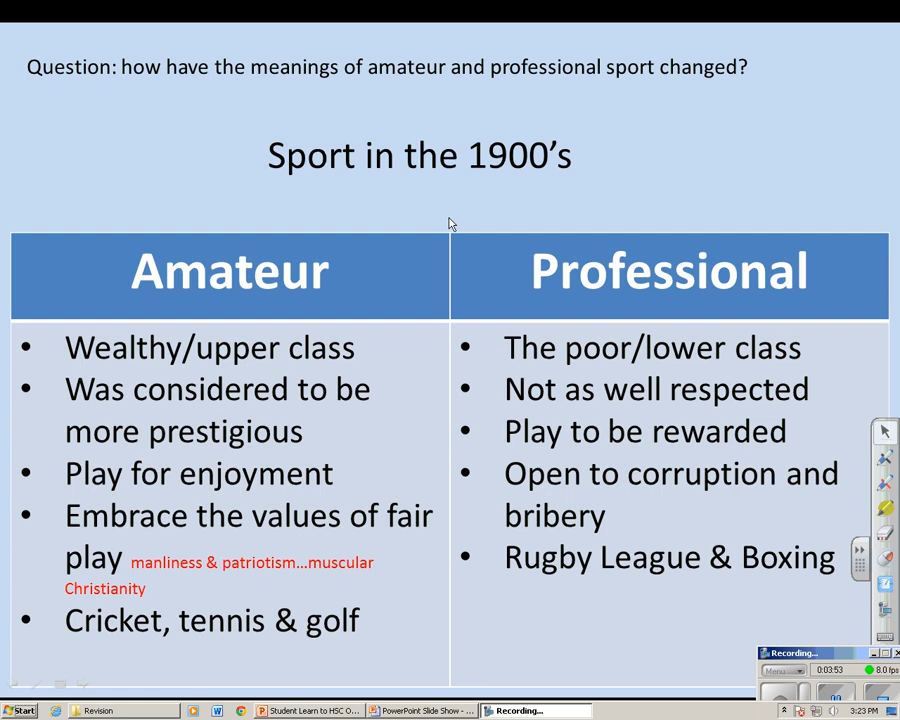 Question: how have the meanings of amateur and professional sport changed?
Sport in the 1900's
Amateur
Professional
• Wealthy/upper class
• Was considered to be
more prestigious
• Play for enjoyment
• Embrace the values of fair
play manliness & patriotism...muscular
Christianity
• Cricket, tennis & golf
• The poor/lower class
• Not as well respected
• Play to be rewarded
• Open to corruption and
bribery
• Rugby League & Boxing
Recording...
Menu
0:03:53
8.0 fps
Start
Revision
Student Learn to HSC O...
PowerPoint Slide Show - ...
Recording...
3:23 PM